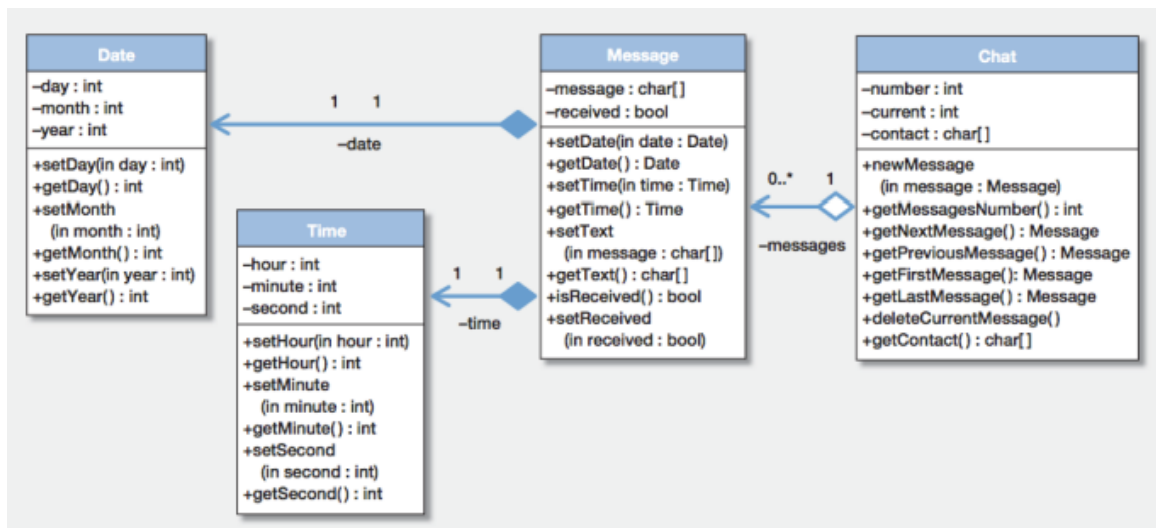 Date
–day : int
–month : int
–year : int
+setDay(in day : int)
+getDay() : int
+setMonth
(in month : int)
+getMonth() : int
+setYear(in year : int)
+getYear() : int
1 1
–date
Time
–hour : int
–minute : int
–second : int
+setHour(in hour : int)
+getHour() : int
+setMinute
(in minute : int)
+getMinute() : int
+setSecond
(in second : int)
+getSecond() : int
1 1
–time
Message
–message : char[]
–received : bool
+setDate(in date : Date)
+getDate() : Date
+setTime(in time : Time)
+getTime() : Time
+setText
(in message : char[])
+getText() : char[]
+isReceived() : bool
+setReceived
(in received : bool)
0..* 1
–messages
Chat
–number : int
–current : int
–contact : char[]
+newMessage
(in message : Message)
+getMessagesNumber() : int
+getNextMessage() : Message
+getPreviousMessage() : Message
+getFirstMessage(): Message
+getLastMessage() : Message
+deleteCurrentMessage()
+getContact() : char[]